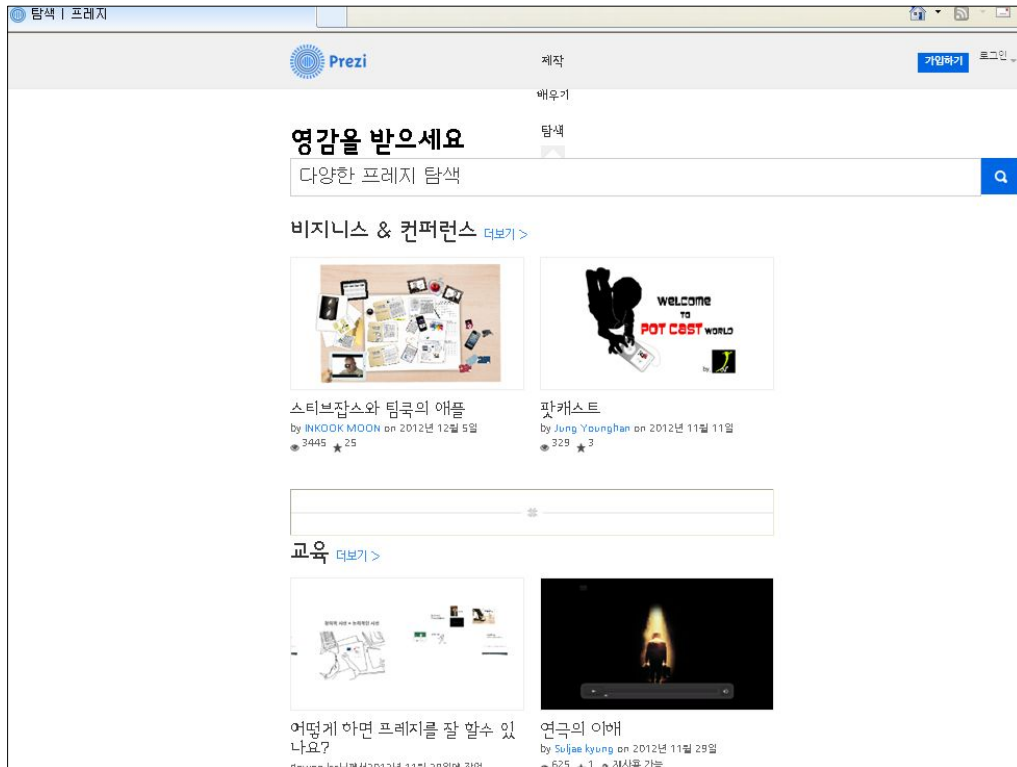 탐색 | 프레지
Prezi
제작
가입하기
로그인
배우기
탐색
영감을 받으세요
다양한 프레지 탐색
비지니스 & 컨퍼런스 더보기 >
WELCOME
TO
POT CAST WORLD
by
스티브잡스와 팀쿡의 애플
by INKOOK MOON on 2012년 12월 5일
3445 25
팟캐스트
by Jung Younghan on 2012년 11월 11일
329 3
교육 더보기 >
어떻게 하면 프레지를 잘 할수 있
나요?
연극의 이해
by Suljae kyung on 2012년 11월 29일
625 1 재사용 가능